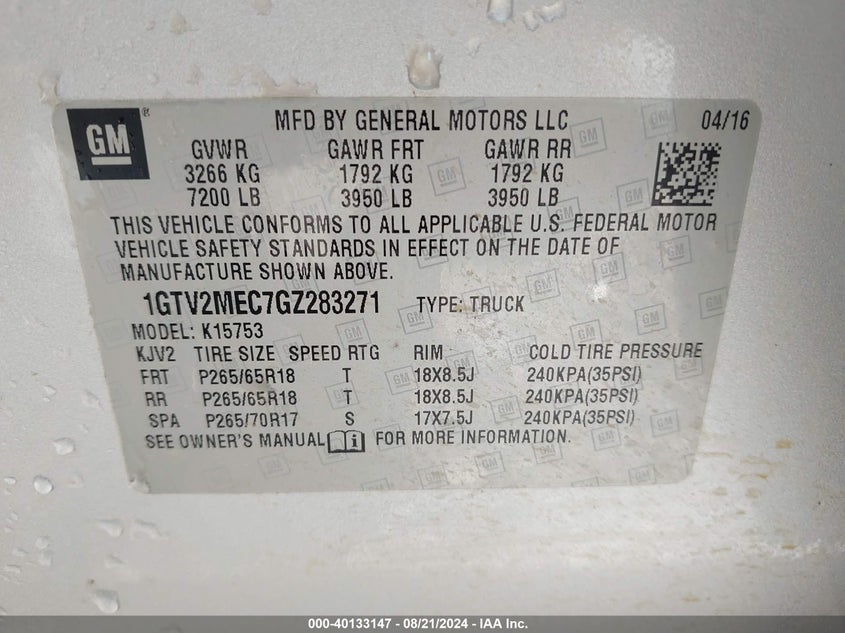 GM ® MFD BY GENERAL MOTORS LLC 04/16
GVWR GAWR FRT GAWR RR
3266 KG 1792 KG 1792 KG
7200 LB 3950 LB 3950 LB
THIS VEHICLE CONFORMS TO ALL APPLICABLE U.S. FEDERAL MOTOR
VEHICLE SAFETY STANDARDS IN EFFECT ON THE DATE OF
MANUFACTURE SHOWN ABOVE.
1GTV2MEC7GZ283271 TYPE: TRUCK
MODEL: K15753
KJV2 TIRE SIZE SPEED RTG RIM COLD TIRE PRESSURE
FRT P265/65R18 T 18X8.5J 240KPA(35PSI)
RR P265/65R18 T 18X8.5J 240KPA(35PSI)
SPA P265/70R17 S 17X7.5J 240KPA(35PSI)
SEE OWNER'S MANUAL i FOR MORE INFORMATION.
000-40133147 - 08/21/2024 - IAA Inc.